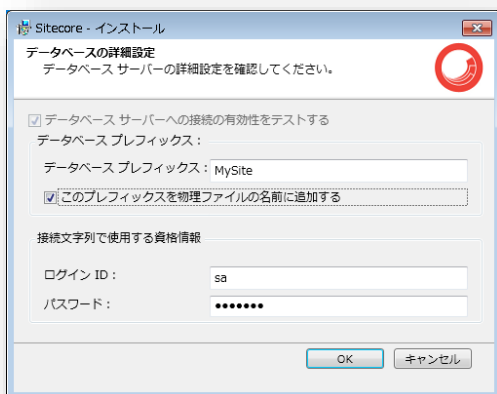 Sitecore - インストール
データベースの詳細設定
データベース サーバーの詳細設定を確認してください。
データベース サーバーへの接続の有効性をテストする
データベース プレフィックス：
データベース プレフィックス： MySite
このプレフィックスを物理ファイルの名前に追加する
接続文字列で使用する資格情報
ログイン ID： sa
パスワード： ●●●●●●●
OK キャンセル